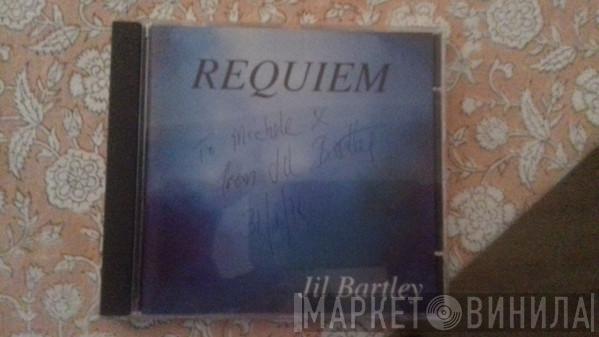 REQUIEM
To Michele x
from Jil Bartley
Jil Bartley
МАРКЕТ ВИНИЛА